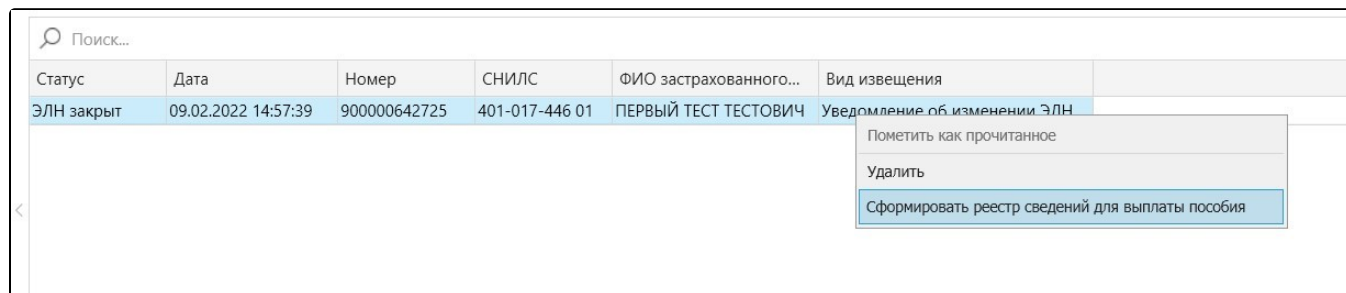 Поиск...
Статус Дата Номер СНИЛС ФИО застрахованного... Вид извещения
ЭЛН закрыт 09.02.2022 14:57:39 900000642725 401-017-446 01 ПЕРВЫЙ ТЕСТ ТЕСТОВИЧ Уведомление об изменении ЭЛН
Пометить как прочитанное
Удалить
Сформировать реестр сведений для выплаты пособия